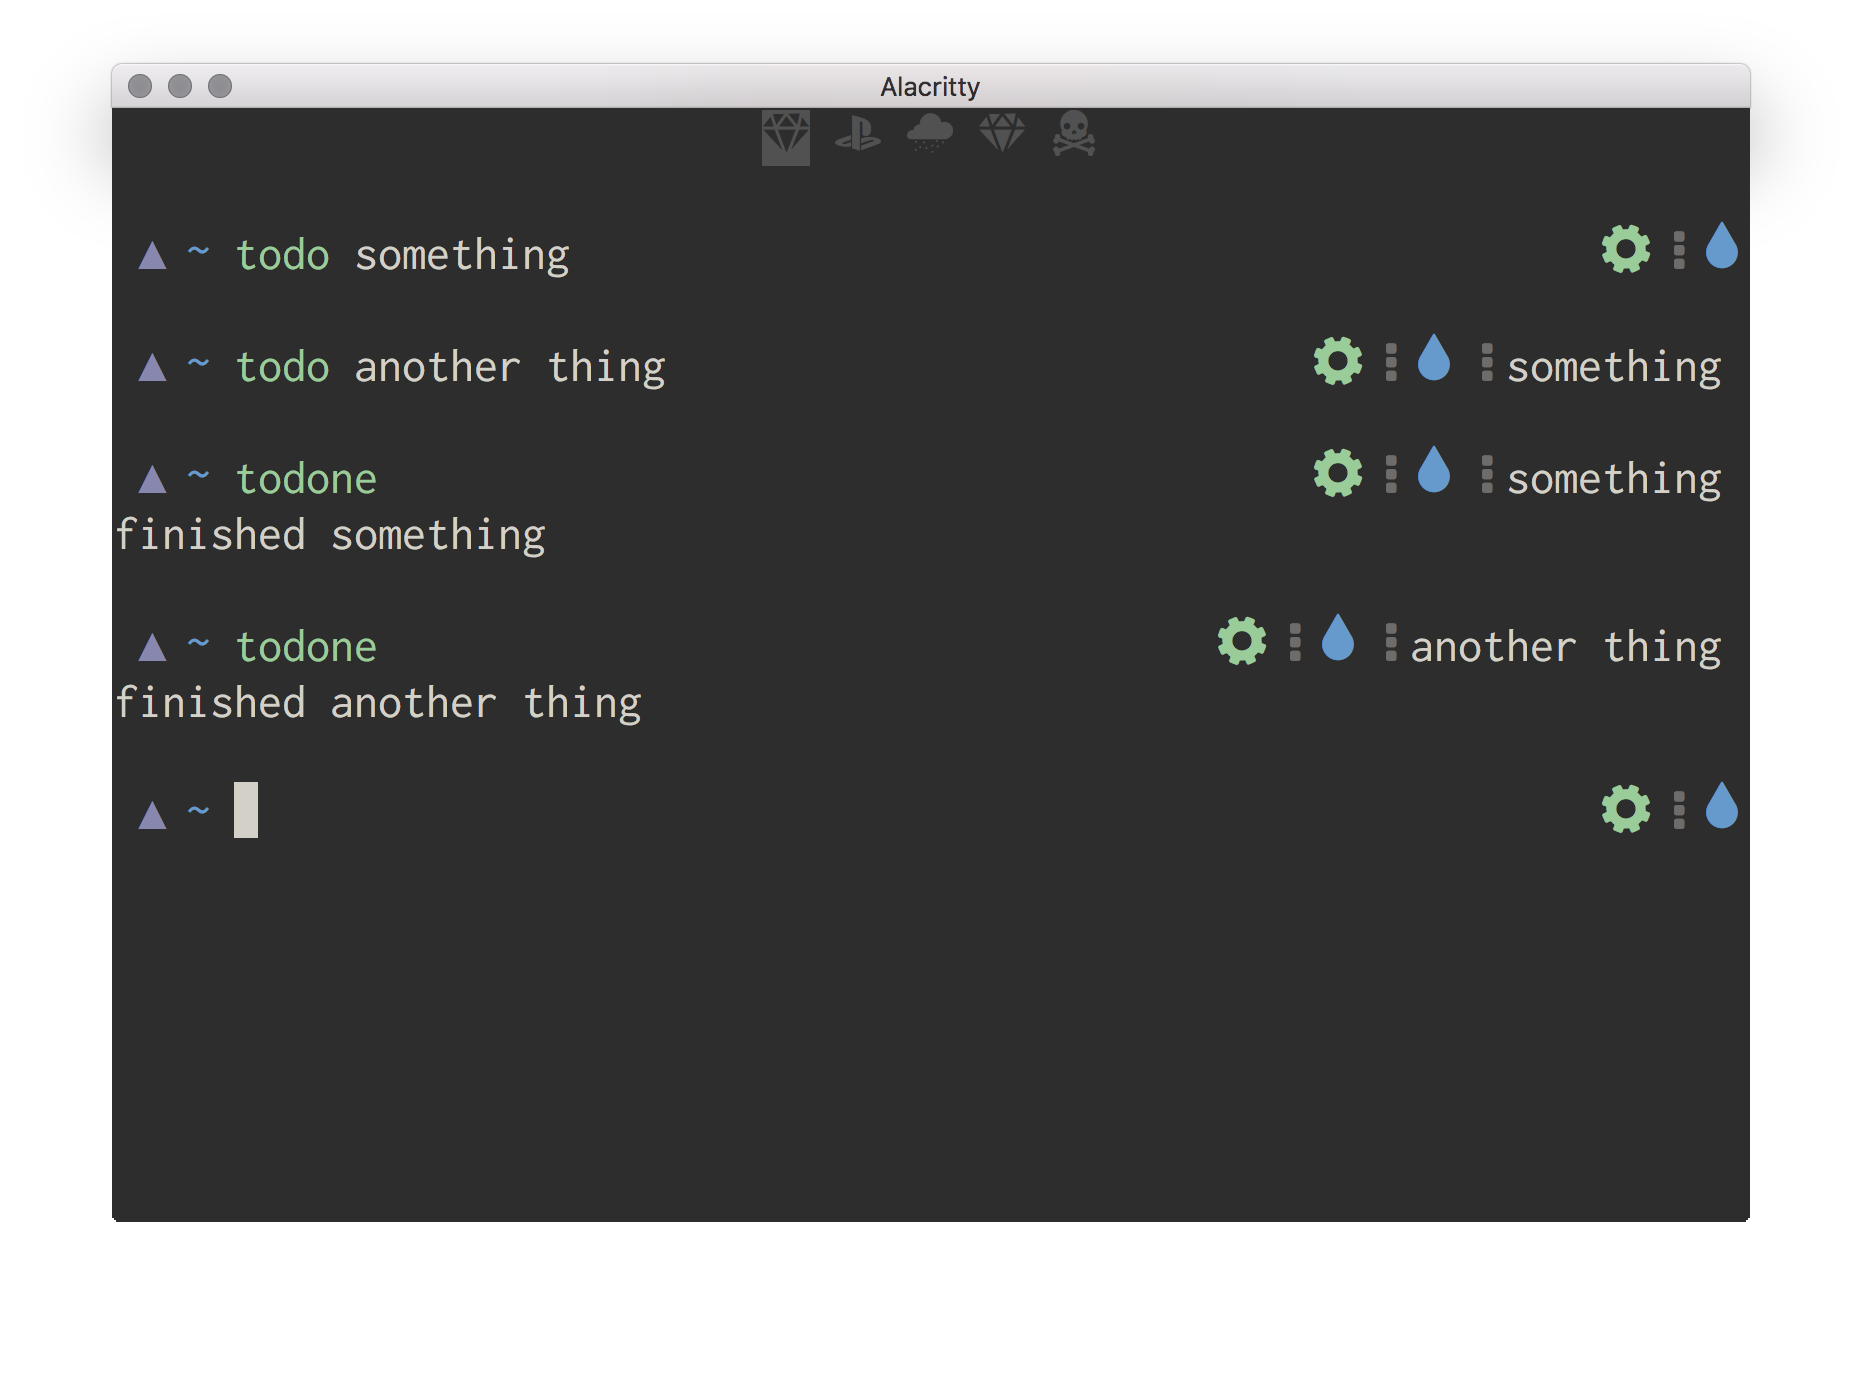 Alacritty
~ todo something
~ todo another thing something
~ todone something
finished something
~ todone another thing
finished another thing
~